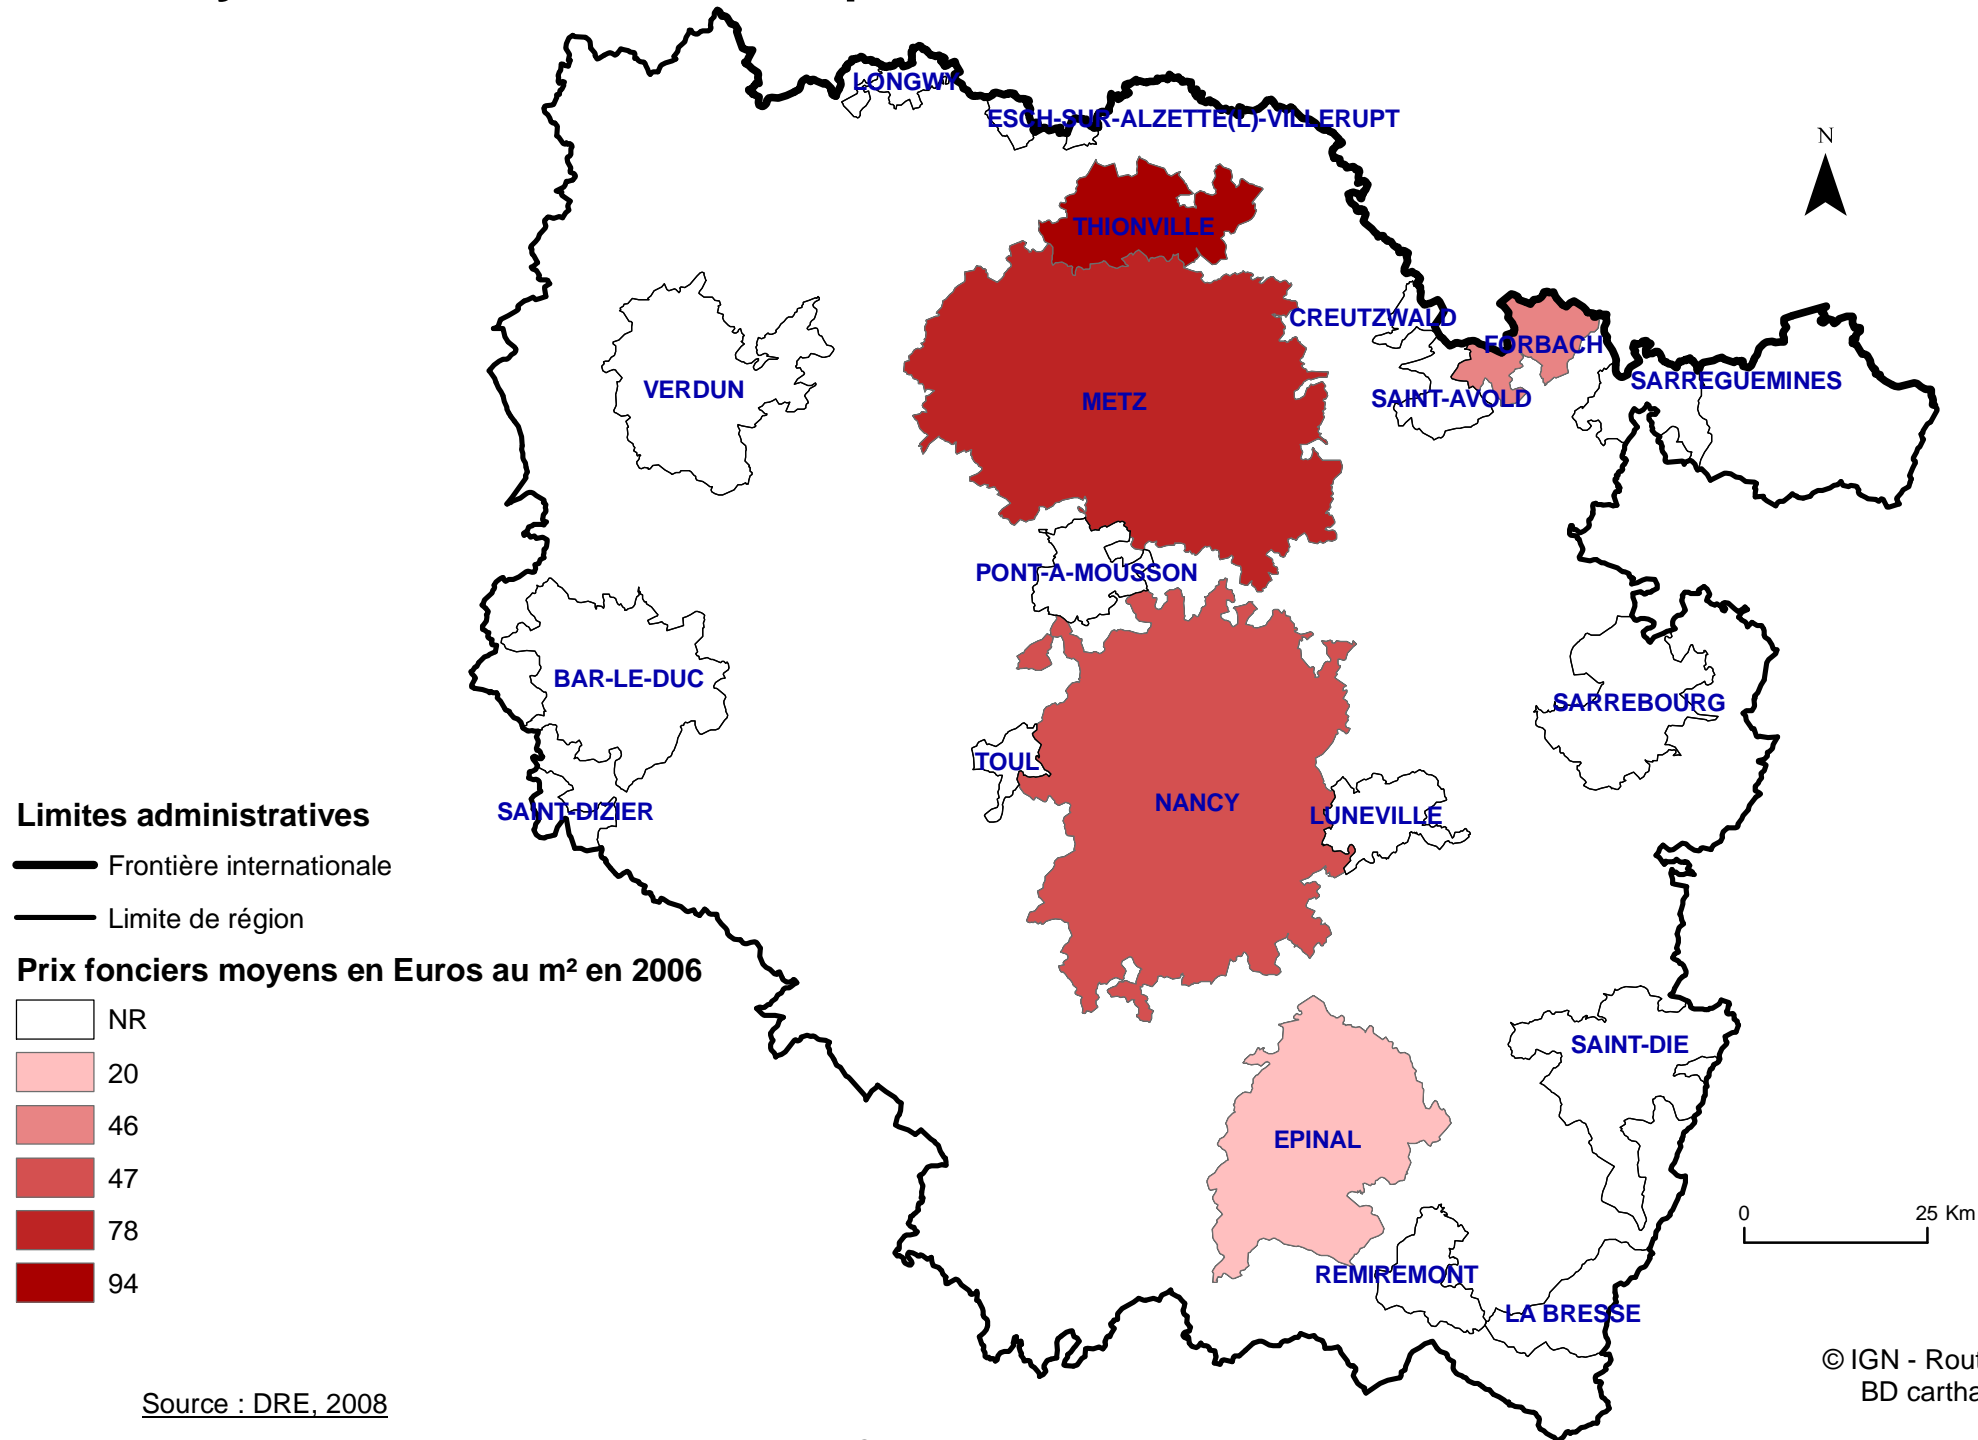 LONGWY
ESCH-SUR-ALZETTE(L)-VILLERUPT
N
THIONVILLE
CREUTZWALD
FORBACH
VERDUN
METZ
SAINT-AVOLD
SARREGUEMINES
PONT-A-MOUSSON
BAR-LE-DUC
SARREBOURG
TOUL
NANCY
LUNEVILLE
SAINT-DIZIER
Limites administratives
Frontière internationale
Limite de région
Prix fonciers moyens en Euros au m² en 2006
NR
20
46
47
78
94
SAINT-DIE
EPINAL
0 25 Km
REMIREMONT
LA BRESSE
© IGN - Rout
BD cartha
Source : DRE, 2008